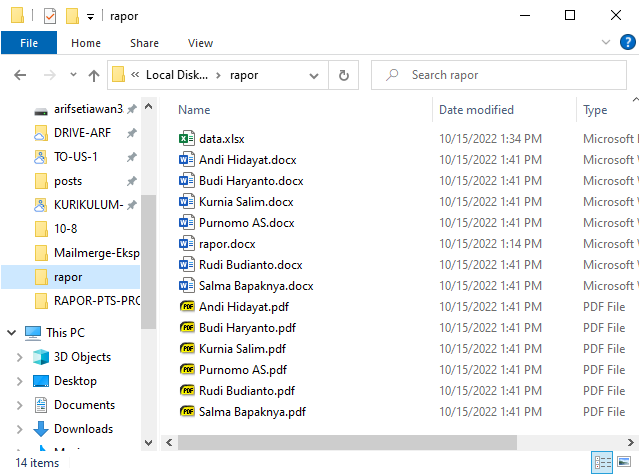 rapor
File Home Share View
« Local Disk... › rapor
Search rapor
arifsetiawan3
DRIVE-ARF
TO-US-1
posts
KURIKULUM-
10-8
Mailmerge-Eksp
rapor
RAPOR-PTS-PRO
This PC
3D Objects
Desktop
Documents
Downloads
Name Date modified Type
data.xlsx 10/15/2022 1:34 PM Microsoft
Andi Hidayat.docx 10/15/2022 1:41 PM Microsoft
Budi Haryanto.docx 10/15/2022 1:41 PM Microsoft
Kurnia Salim.docx 10/15/2022 1:41 PM Microsoft
Purnomo AS.docx 10/15/2022 1:41 PM Microsoft
rapor.docx 10/15/2022 1:14 PM Microsoft
Rudi Budianto.docx 10/15/2022 1:41 PM Microsoft
Salma Bapaknya.docx 10/15/2022 1:41 PM Microsoft
Andi Hidayat.pdf 10/15/2022 1:41 PM PDF File
Budi Haryanto.pdf 10/15/2022 1:41 PM PDF File
Kurnia Salim.pdf 10/15/2022 1:41 PM PDF File
Purnomo AS.pdf 10/15/2022 1:41 PM PDF File
Rudi Budianto.pdf 10/15/2022 1:41 PM PDF File
Salma Bapaknya.pdf 10/15/2022 1:41 PM PDF File
14 items